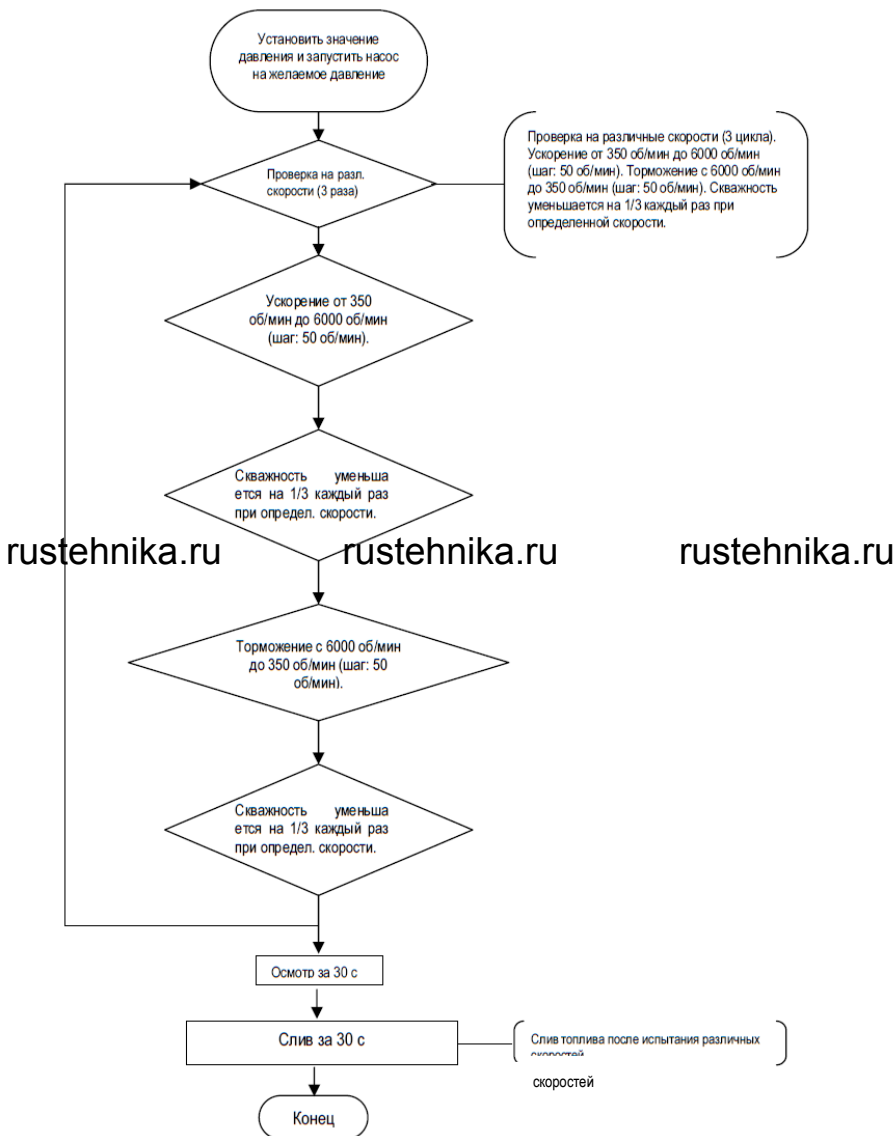 Установить значение
давления и запустить насос
на желаемое давление
Проверка на разл.
скорости (3 раза)
Проверка на различные скорости (3 цикла).
Ускорение от 350 об/мин до 6000 об/мин
(шаг: 50 об/мин). Торможение с 6000 об/мин
до 350 об/мин (шаг: 50 об/мин). Скважность
уменьшается на 1/3 каждый раз при
определенной скорости.
Ускорение от 350
об/мин до 6000 об/мин
(шаг: 50 об/мин).
Скважность уменьша
ется на 1/3 каждый раз
при определ. скорости.
rustehnika.ru rustehnika.ru rustehnika.ru
Торможение с 6000 об/мин
до 350 об/мин (шаг: 50
об/мин).
Скважность уменьша
ется на 1/3 каждый раз
при определ. скорости.
Осмотр за 30 с
Слив за 30 с
Слив топлива после испытания различных
скоростей
скоростей
Конец